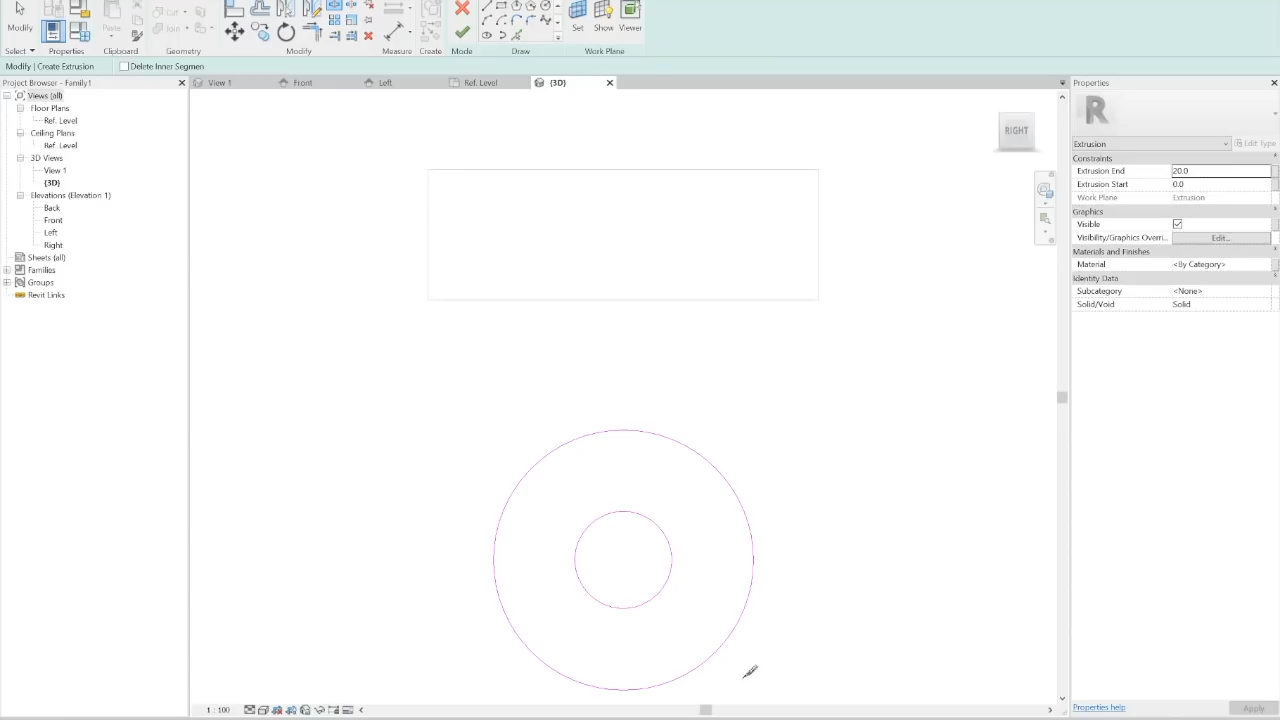 Modify
Cut
Join
Paste
Set
Show
Viewer
Select
Properties
Clipboard
Geometry
Modify
Measure
Create
Mode
Draw
Work Plane
Modify | Create Extrusion
Delete Inner Segmen
Project Browser - Family1
View 1
Front
Left
Ref. Level
{3D}
Properties
Views (all)
Floor Plans
Ref. Level
Ceiling Plans
Ref. Level
3D Views
View 1
{3D}
Elevations (Elevation 1)
Back
Front
Left
Right
Sheets (all)
Families
Groups
Revit Links
RIGHT
R
Extrusion
Edit Type
Constraints
Extrusion End 20.0
Extrusion Start 0.0
Work Plane Extrusion
Graphics
Visible
Visibility/Graphics Overri... Edit...
Materials and Finishes
Material <By Category>
Identity Data
Subcategory <None>
Solid/Void Solid
1 : 100
Properties help
Apply